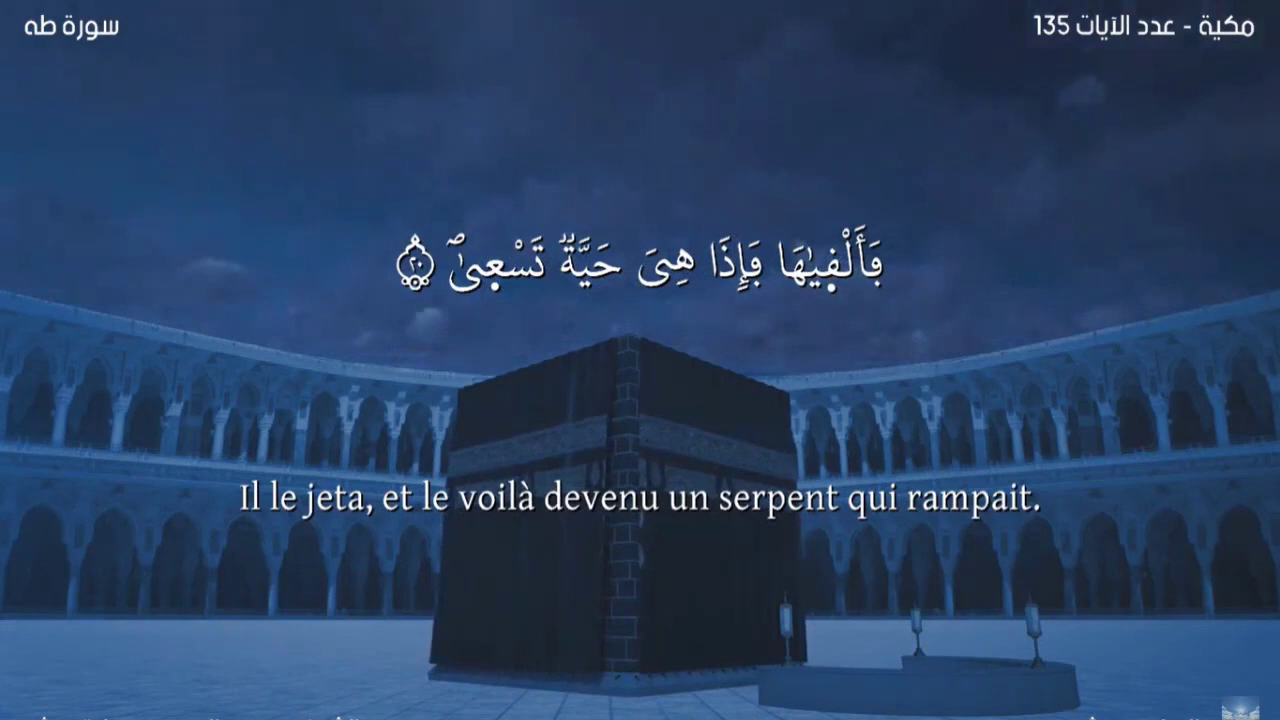 مكية - عدد الآيات 135
سورة طه
فَأَلْق۪يٰهَا فَإِذَا هِيَ حَيَّةٞ تَسْع۪يٰۖ ٢٠
Il le jeta, et le voilà devenu un serpent qui rampait.